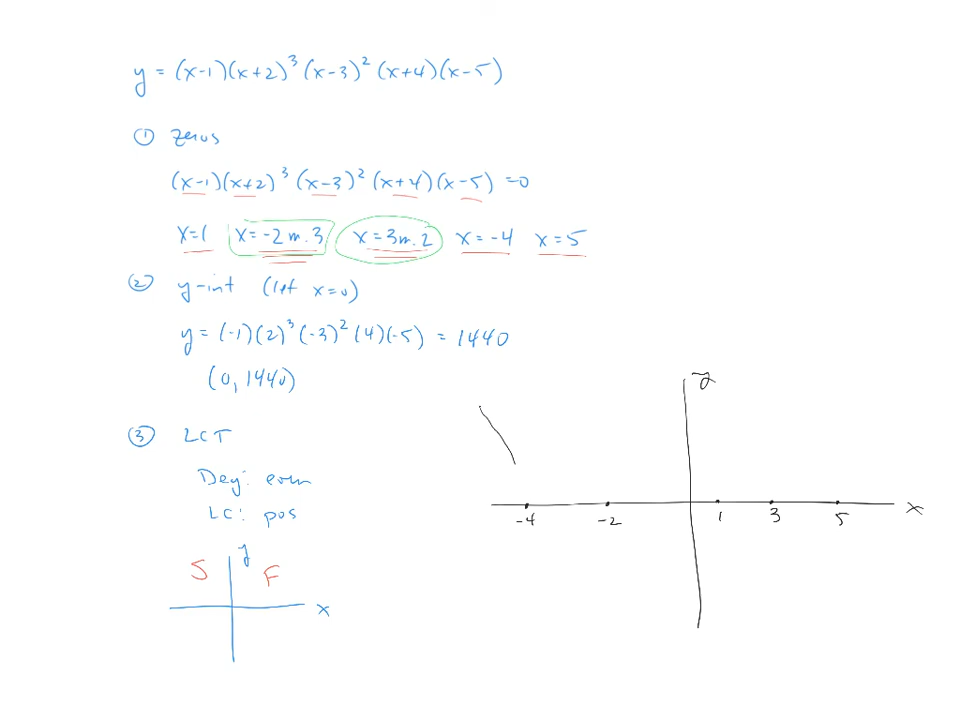 y = (x-1)(x+2)³(x-3)²(x+4)(x-5)
① zeros
(x-1)(x+2)³(x-3)²(x+4)(x-5) = 0
x=1 x=-2 m.3 x=3 m.2 x=-4 x=5
② y-int (let x=0)
y = (-1)(2)³(-3)²(4)(-5) = 1440
(0, 1440)
③ LCT
Deg: even
LC: pos
y
S F
x
y
-4 -2 1 3 5 x